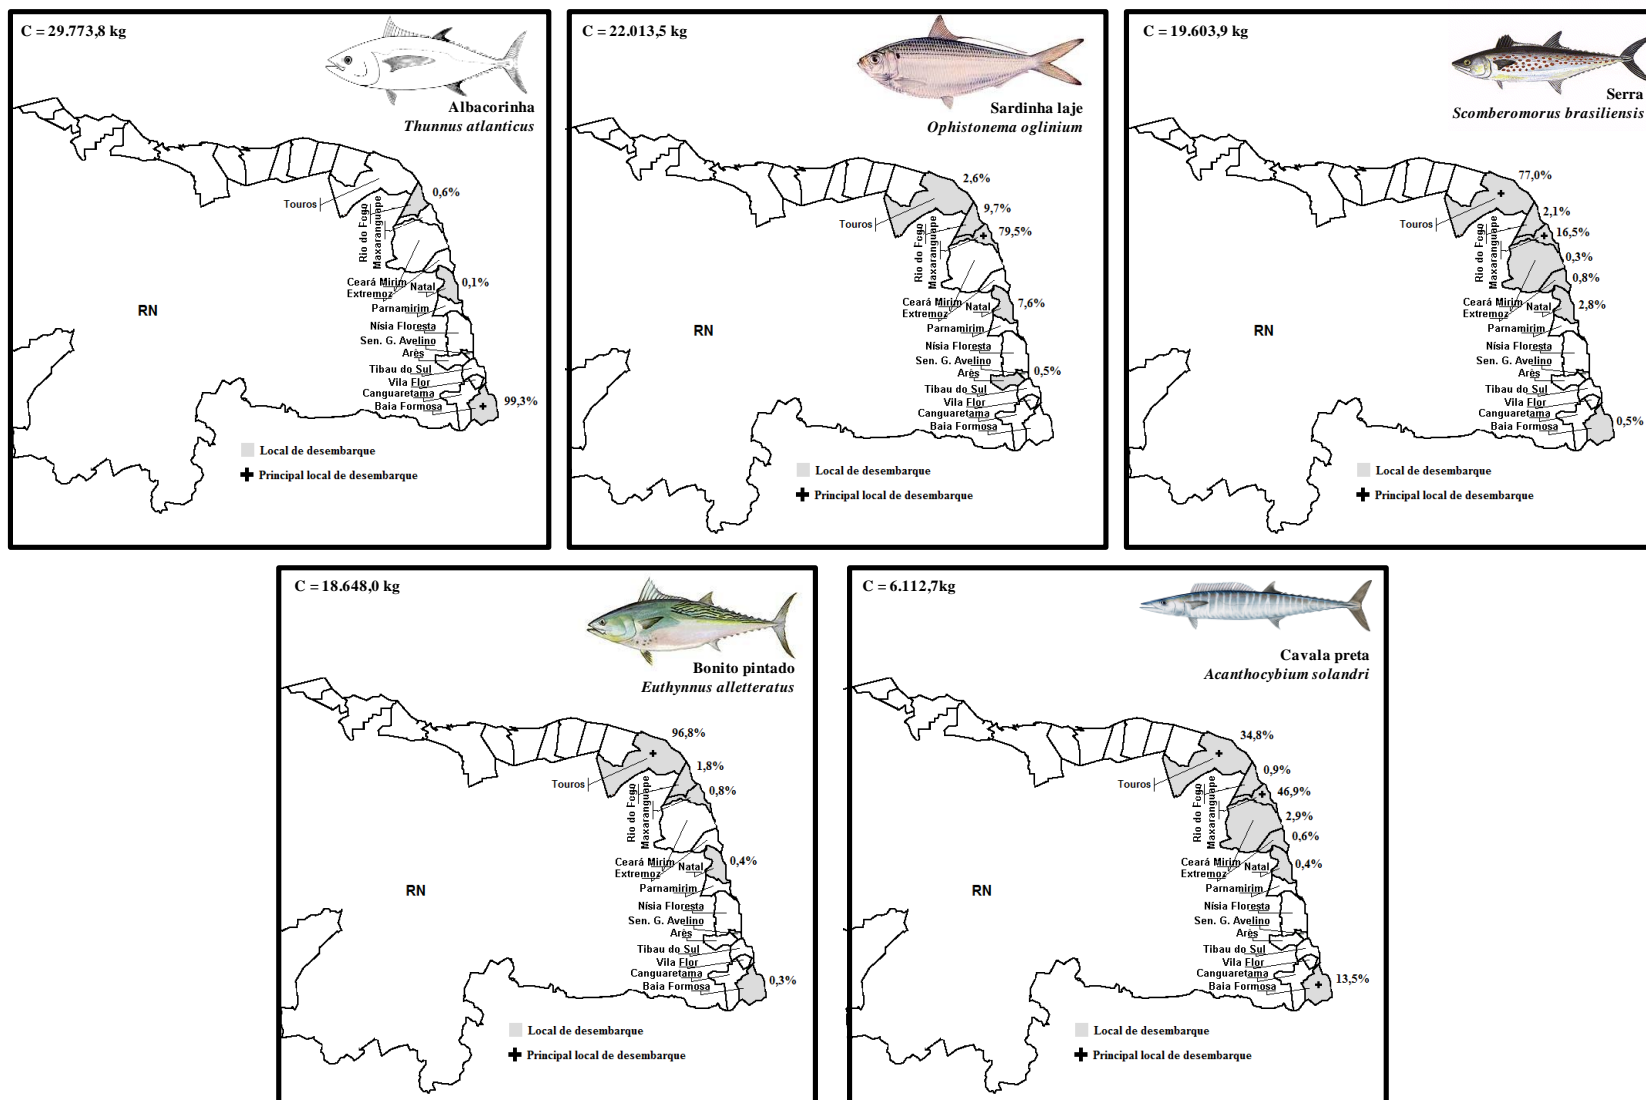 C = 29.773,8 kg
Albacorinha
Thunnus atlanticus
0,6%
Touros
Rio do Fogo
Maxaranguape
0,1%
Ceará Mirim
Natal
Extremoz
Parnamirim
Nísia Floresta
Sen. G. Avelino
Arês
Tibau do Sul
Vila Flor
Canguaretama
Baia Formosa
99,3%
RN
Local de desembarque
Principal local de desembarque
C = 22.013,5 kg
Sardinha laje
Ophistonema oglinium
2,6%
9,7%
79,5%
Touros
Rio do Fogo
Maxaranguape
Ceará Mirim
Natal
7,6%
Extremoz
Parnamirim
Nísia Floresta
Sen. G. Avelino
Arês
0,5%
Tibau do Sul
Vila Flor
Canguaretama
Baia Formosa
RN
Local de desembarque
Principal local de desembarque
C = 19.603,9 kg
Serra
Scomberomorus brasiliensis
77,0%
2,1%
16,5%
0,3%
0,8%
2,8%
Touros
Rio do Fogo
Maxaranguape
Ceará Mirim
Natal
Extremoz
Parnamirim
Nísia Floresta
Sen. G. Avelino
Arês
Tibau do Sul
Vila Flor
Canguaretama
Baia Formosa
0,5%
RN
Local de desembarque
Principal local de desembarque
C = 18.648,0 kg
Bonito pintado
Euthynnus alletteratus
96,8%
1,8%
0,8%
Touros
Rio do Fogo
Maxaranguape
0,4%
Ceará Mirim
Natal
Extremoz
Parnamirim
Nísia Floresta
Sen. G. Avelino
Arês
Tibau do Sul
Vila Flor
Canguaretama
Baia Formosa
0,3%
RN
Local de desembarque
Principal local de desembarque
C = 6.112,7kg
Cavala preta
Acanthocybium solandri
34,8%
0,9%
46,9%
2,9%
0,6%
0,4%
Touros
Rio do Fogo
Maxaranguape
Ceará Mirim
Natal
Extremoz
Parnamirim
Nísia Floresta
Sen. G. Avelino
Arês
Tibau do Sul
Vila Flor
Canguaretama
Baia Formosa
13,5%
RN
Local de desembarque
Principal local de desembarque